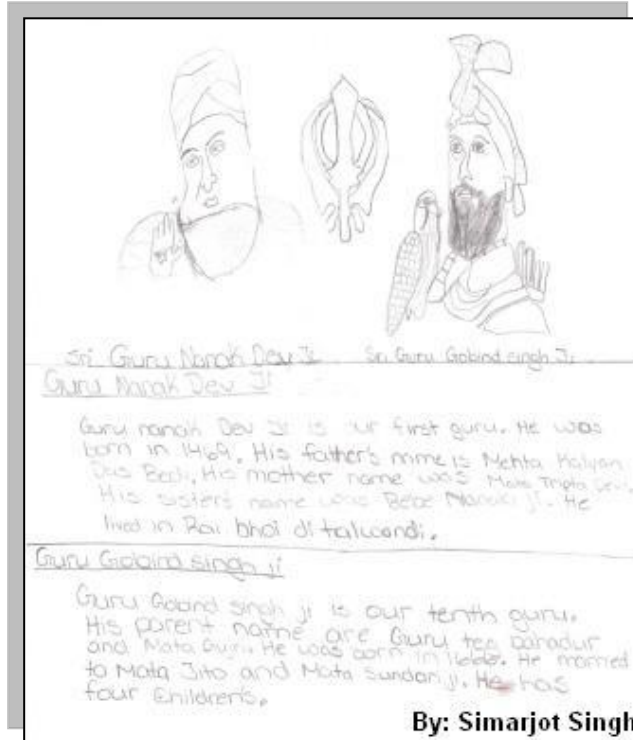 Sri Guru Nanak Dev Ji
Sri Guru Gobind singh Ji
Guru Nanak Dev Ji
Guru nanak Dev Ji is our first guru. He was
born in 1469. His father's name is Mehta Kalyan
Das Bedi. His mother name was Mata Tripta Devi.
His sister's name was Bebe Nanaki ji. He
lived in Rai bhoi di talwandi.
Guru Gobind singh ji
Guru Gobind singh ji is our tenth guru.
His parent name are Guru teg bahadur
and Mata Gujri. He was born in 1666. He married
to Mata Jito and Mata Sundari ji. He has
four Children's.
By: Simarjot Singh